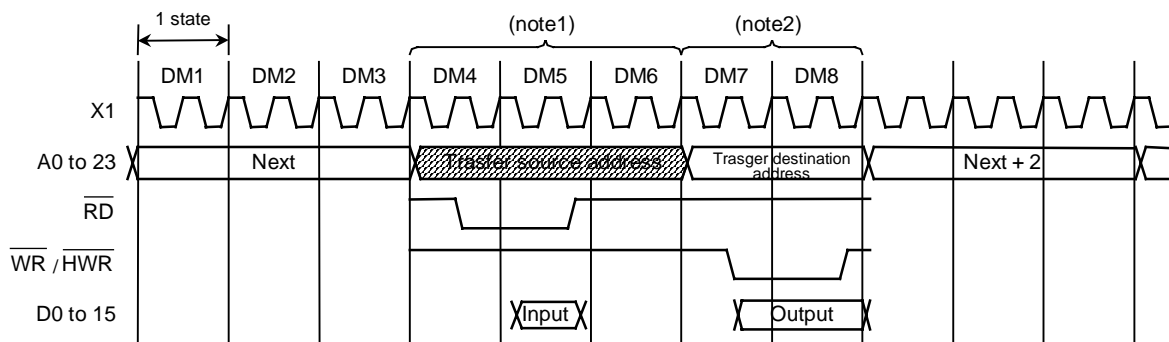 1 state
(note1)
(note2)
DM1 DM2 DM3 DM4 DM5 DM6 DM7 DM8
X1
A0 to 23
Next
Trasfer source address
Trasger destination
address
Next + 2
RD
WR / HWR
D0 to 15
Input
Output